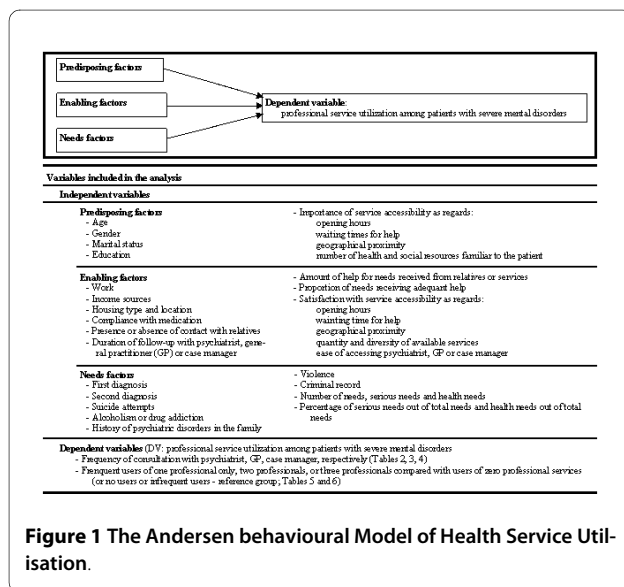 Predisposing factors
Enabling factors
Needs factors
Dependent variable:
professional service utilization among patients with severe mental disorders
Variables included in the analysis
Independent variables
Predisposing factors
- Age
- Gender
- Marital status
- Education
- Importance of service accessibility as regards:
opening hours
waiting times for help
geographical proximity
number of health and social resources familiar to the patient
Enabling factors
- Work
- Income sources
- Housing type and location
- Compliance with medication
- Presence or absence of contact with relatives
- Duration of follow-up with psychiatrist, gene-
ral practitioner (GP) or case manager
- Amount of help for needs received from relatives or services
- Proportion of needs receiving adequate help
- Satisfaction with service accessibility as regards:
opening hours
wainting time for help
geographical proximity
quantity and diversity of available services
ease of accessing psychiatrist, GP or case manager
Needs factors
- First diagnosis
- Second diagnosis
- Suicide attempts
- Alcoholism or drug addiction
- History of psychiatric disorders in the family
- Violence
- Criminal record
- Number of needs, serious needs and health needs
- Percentage of serious needs out of total needs and health needs out of total
needs
Dependent variables (DV: professional service utilization among patients with severe mental disorders
- Frequency of consultation with psychiatrist, GP, case manager, respectively (Tables 2, 3, 4)
- Frenquent users of one professional only, two professionals, or three professionals compared with users of zero professional services
(or no users or infrequent users - reference group; Tables 5 and 6)
Figure 1 The Andersen behavioural Model of Health Service Util-
isation.